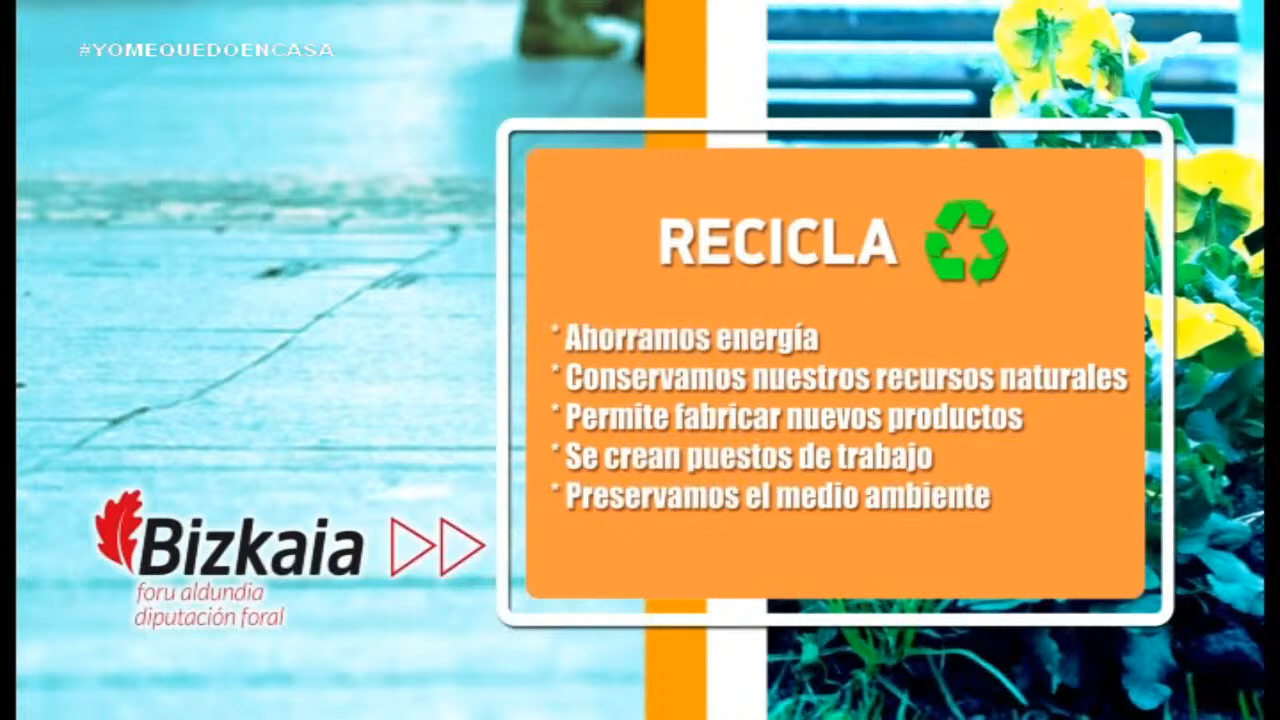 #YOMEQUEDOENCASA
RECICLA
* Ahorramos energía
* Conservamos nuestros recursos naturales
* Permite fabricar nuevos productos
* Se crean puestos de trabajo
* Preservamos el medio ambiente
Bizkaia
foru aldundia
diputación foral